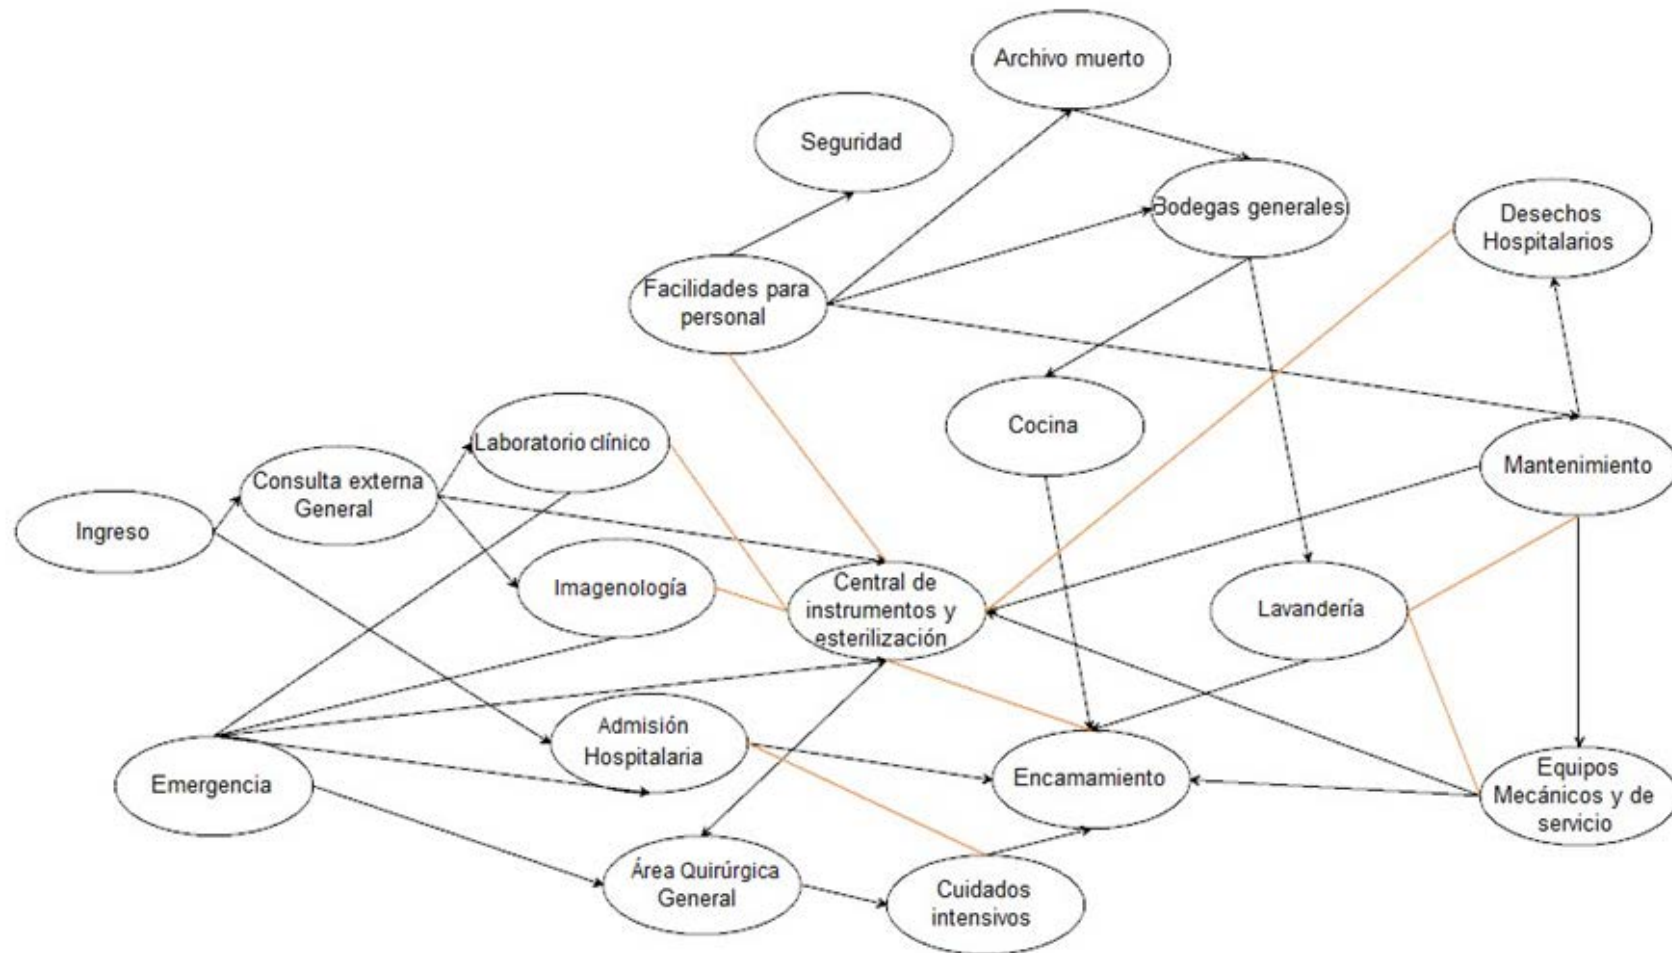 Archivo muerto
Seguridad
Bodegas generales
Desechos
Hospitalarios
Facilidades para
personal
Cocina
Laboratorio clínico
Mantenimiento
Consulta externa
General
Ingreso
Imagenología
Central de
instrumentos y
esterilización
Lavandería
Admisión
Hospitalaria
Emergencia
Encamamiento
Equipos
Mecánicos y de
servicio
Área Quirúrgica
General
Cuidados
intensivos